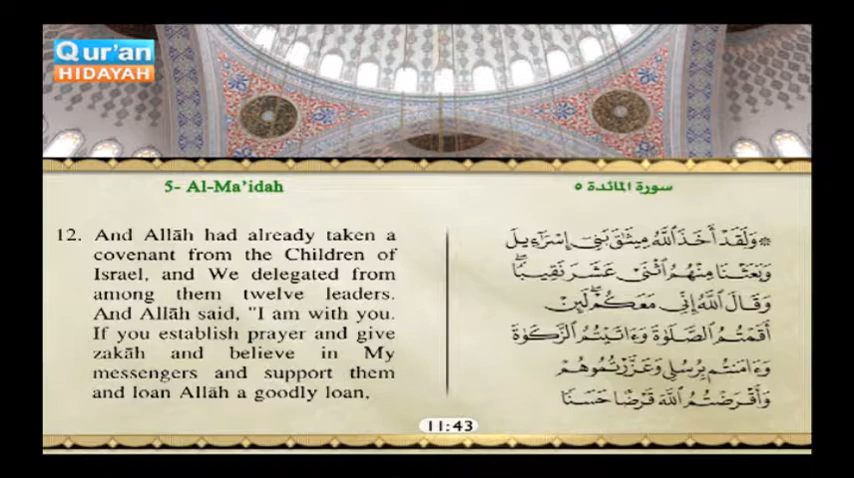 Qur'an
HIDAYAH
5- Al-Ma'idah
سورة المائدة ٥
12. And Allāh had already taken a
covenant from the Children of
Israel, and We delegated from
among them twelve leaders.
And Allāh said, "I am with you.
If you establish prayer and give
zakāh and believe in My
messengers and support them
and loan Allāh a goodly loan,
۞ وَلَقَدْ أَخَذَ ٱللَّهُ مِيثَٰقَ بَنِىٓ إِسْرَٰٓءِيلَ
وَبَعَثْنَا مِنْهُمُ ٱثْنَىْ عَشَرَ نَقِيبًا ۖ
وَقَالَ ٱللَّهُ إِنِّى مَعَكُمْ ۖ لَئِنْ
أَقَمْتُمُ ٱلصَّلَوٰةَ وَءَاتَيْتُمُ ٱلزَّكَوٰةَ
وَءَامَنتُم بِرُسُلِى وَعَزَّرْتُمُوهُمْ
وَأَقْرَضْتُمُ ٱللَّهَ قَرْضًا حَسَنًا
11:43